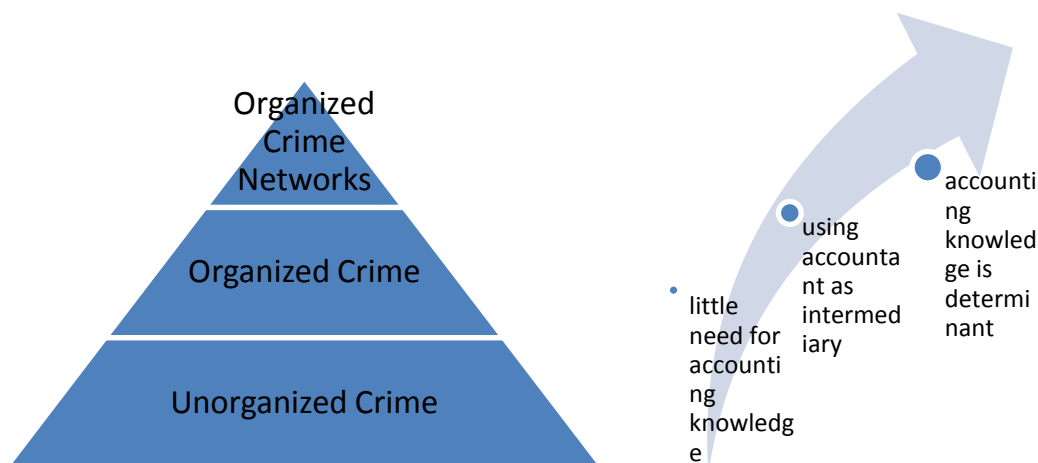 Organized
Crime
Networks
Organized Crime
Unorganized Crime
little
need for
accounti
ng
knowledg
e
using
accounta
nt as
intermed
iary
accounti
ng
knowled
ge is
determi
nant